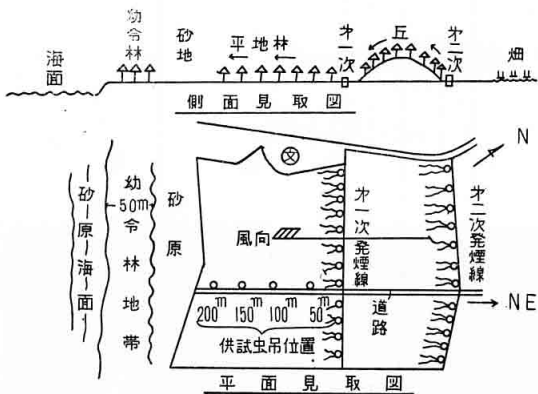 海面
幼令林
砂地
平地林
才一次
丘
才二次
畑
側面見取図
N
文
砂原海面
幼令林地帯
50m
砂原
風向
才一次発煙線
才二次発煙線
道路
NE
200m 150m 100m 50m
供試虫吊位置
平面見取図